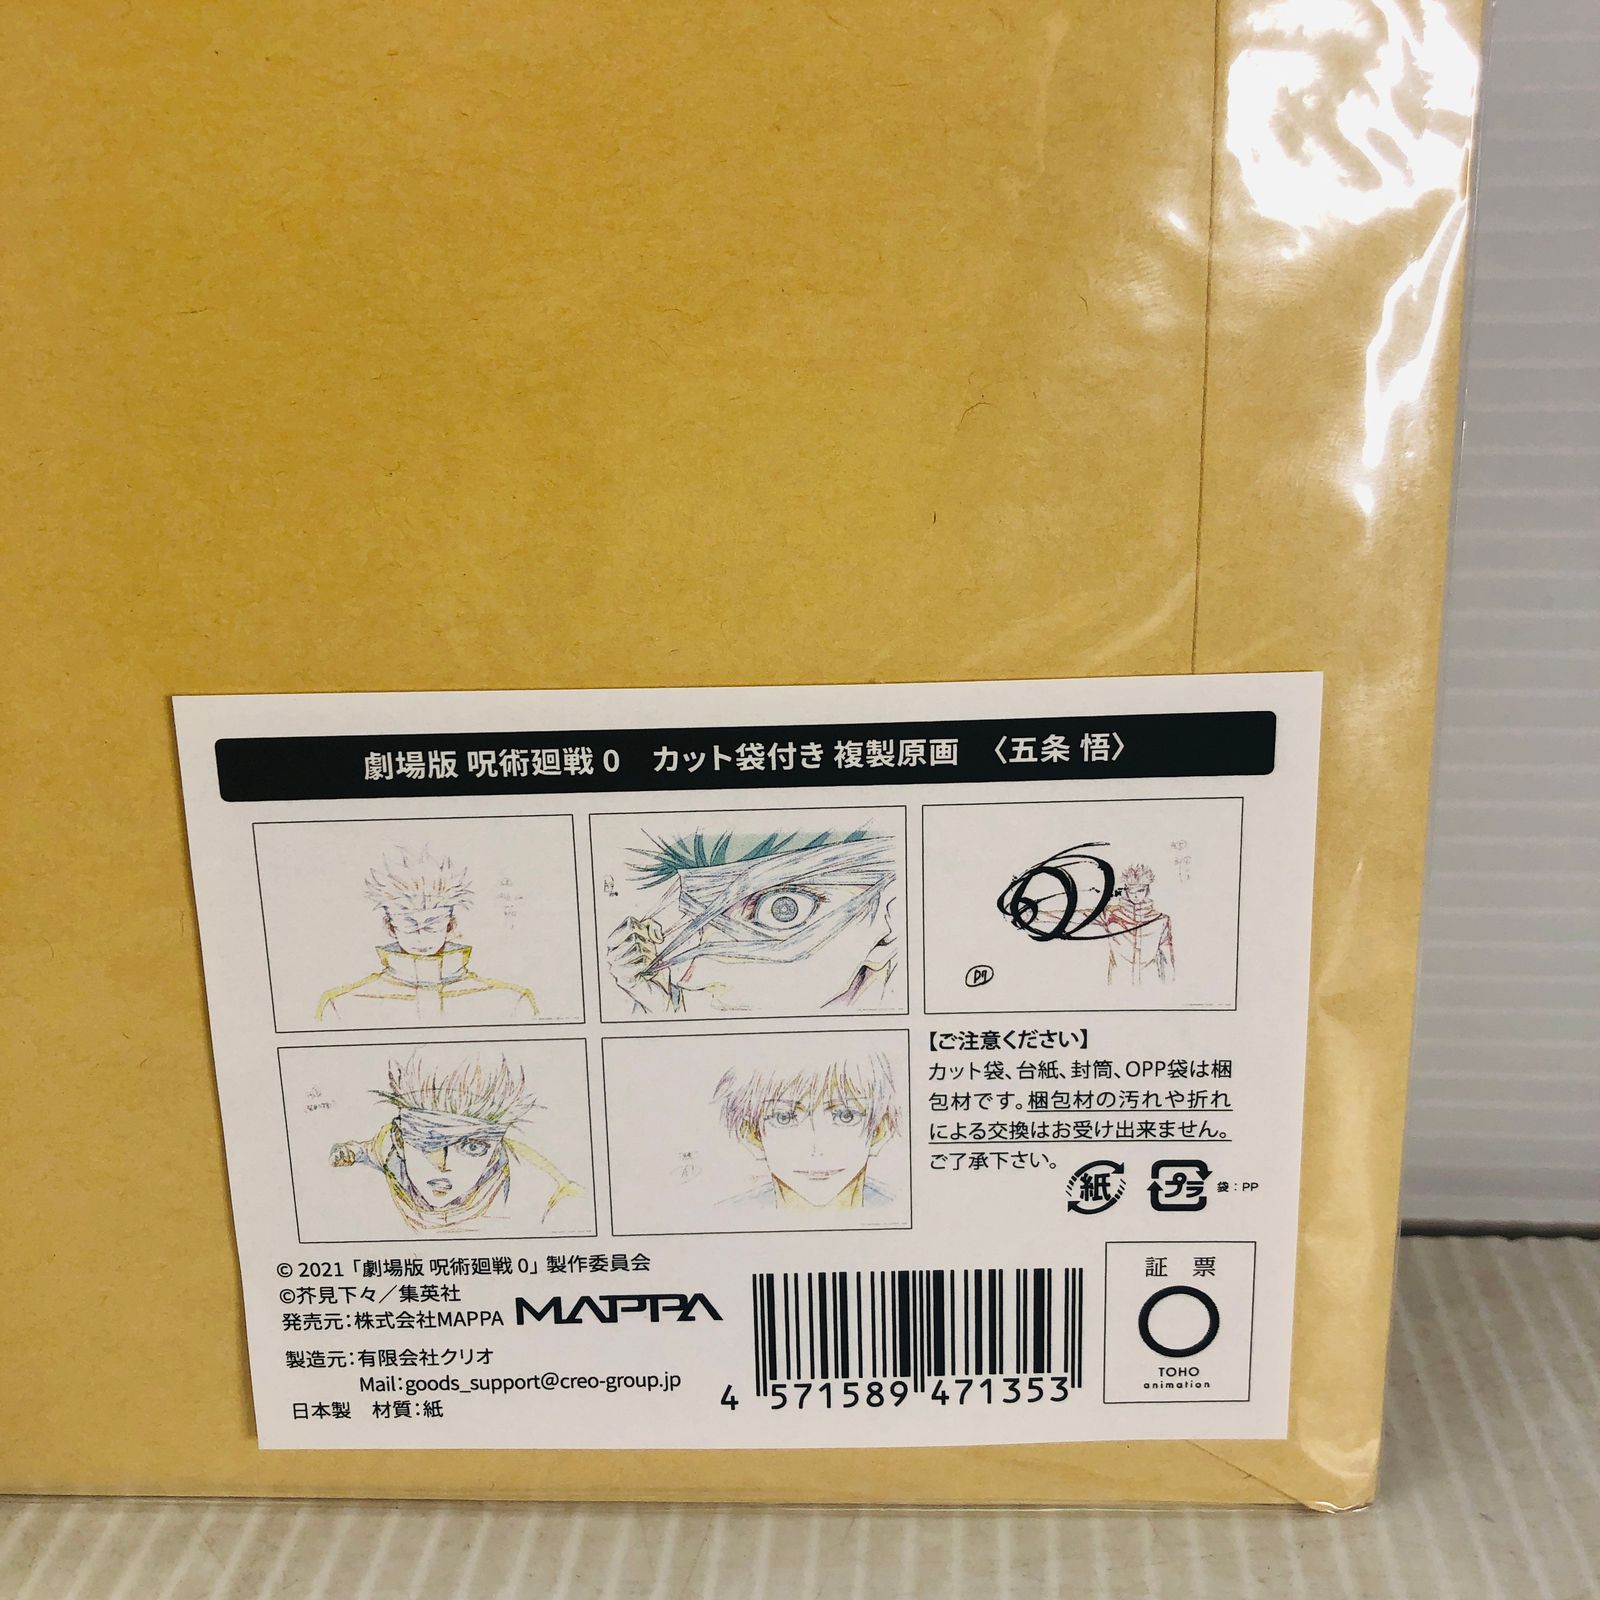 劇場版 呪術廻戦 0　カット袋付き 複製原画　〈五条 悟〉
D7
【ご注意ください】
カット袋、台紙、封筒、OPP袋は梱
包材です。梱包材の汚れや折れ
による交換はお受け出来ません。
ご了承下さい。
紙
プラ
袋：PP
© 2021 「劇場版 呪術廻戦 0」 製作委員会
©芥見下々／集英社
発売元：株式会社MAPPA MAPPA
製造元：有限会社クリオ
Mail：goods_support@creo-group.jp
日本製　材質：紙
4 571589 471353
証 票
TOHO
animation